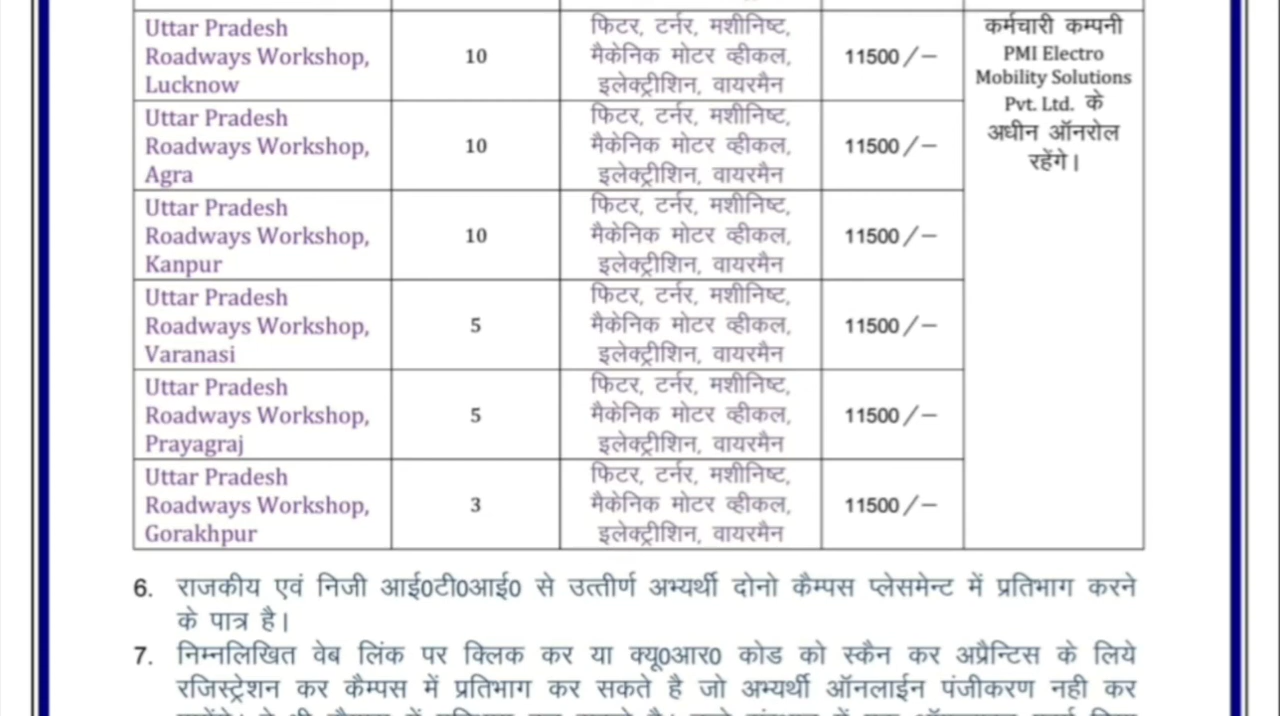 Uttar Pradesh
Roadways Workshop,
Lucknow
10
फिटर, टर्नर, मशीनिष्ट,
मैकेनिक मोटर व्हीकल,
इलेक्ट्रीशिन, वायरमैन
11500/–
कर्मचारी कम्पनी
PMI Electro
Mobility Solutions
Pvt. Ltd. के
अधीन ऑनरोल
रहेंगे।
Uttar Pradesh
Roadways Workshop,
Agra
10
फिटर, टर्नर, मशीनिष्ट,
मैकेनिक मोटर व्हीकल,
इलेक्ट्रीशिन, वायरमैन
11500/–
Uttar Pradesh
Roadways Workshop,
Kanpur
10
फिटर, टर्नर, मशीनिष्ट,
मैकेनिक मोटर व्हीकल,
इलेक्ट्रीशिन, वायरमैन
11500/–
Uttar Pradesh
Roadways Workshop,
Varanasi
5
फिटर, टर्नर, मशीनिष्ट,
मैकेनिक मोटर व्हीकल,
इलेक्ट्रीशिन, वायरमैन
11500/–
Uttar Pradesh
Roadways Workshop,
Prayagraj
5
फिटर, टर्नर, मशीनिष्ट,
मैकेनिक मोटर व्हीकल,
इलेक्ट्रीशिन, वायरमैन
11500/–
Uttar Pradesh
Roadways Workshop,
Gorakhpur
3
फिटर, टर्नर, मशीनिष्ट,
मैकेनिक मोटर व्हीकल,
इलेक्ट्रीशिन, वायरमैन
11500/–
6. राजकीय एवं निजी आई0टी0आई0 से उत्तीर्ण अभ्यर्थी दोनो कैम्पस प्लेसमेन्ट में प्रतिभाग करने
के पात्र है।
7. निम्नलिखित वेब लिंक पर क्लिक कर या क्यू0आर0 कोड को स्कैन कर अप्रैन्टिस के लिये
रजिस्ट्रेशन कर कैम्पस में प्रतिभाग कर सकते है जो अभ्यर्थी ऑनलाईन पंजीकरण नही कर